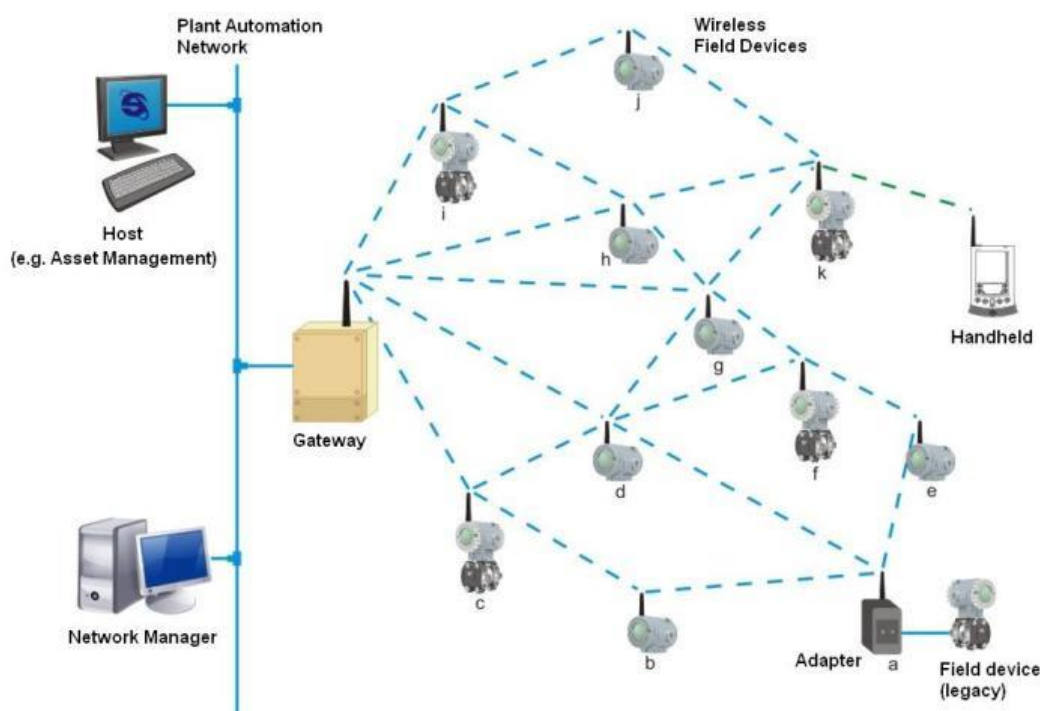 Plant Automation
Network
Wireless
Field Devices
j
i
Host
(e.g. Asset Management)
h
k
Handheld
g
Gateway
f
d
e
c
Network Manager
b
Adapter
a
Field device
(legacy)